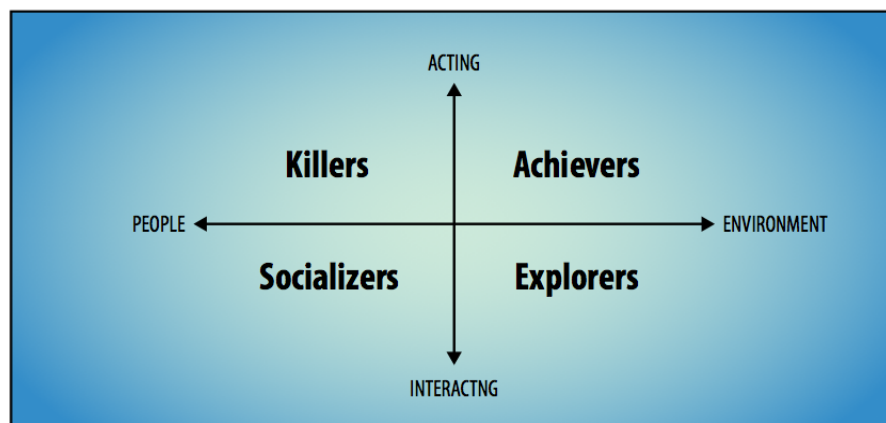 ACTING
Killers Achievers
PEOPLE ENVIRONMENT
Socializers Explorers
INTERACTNG